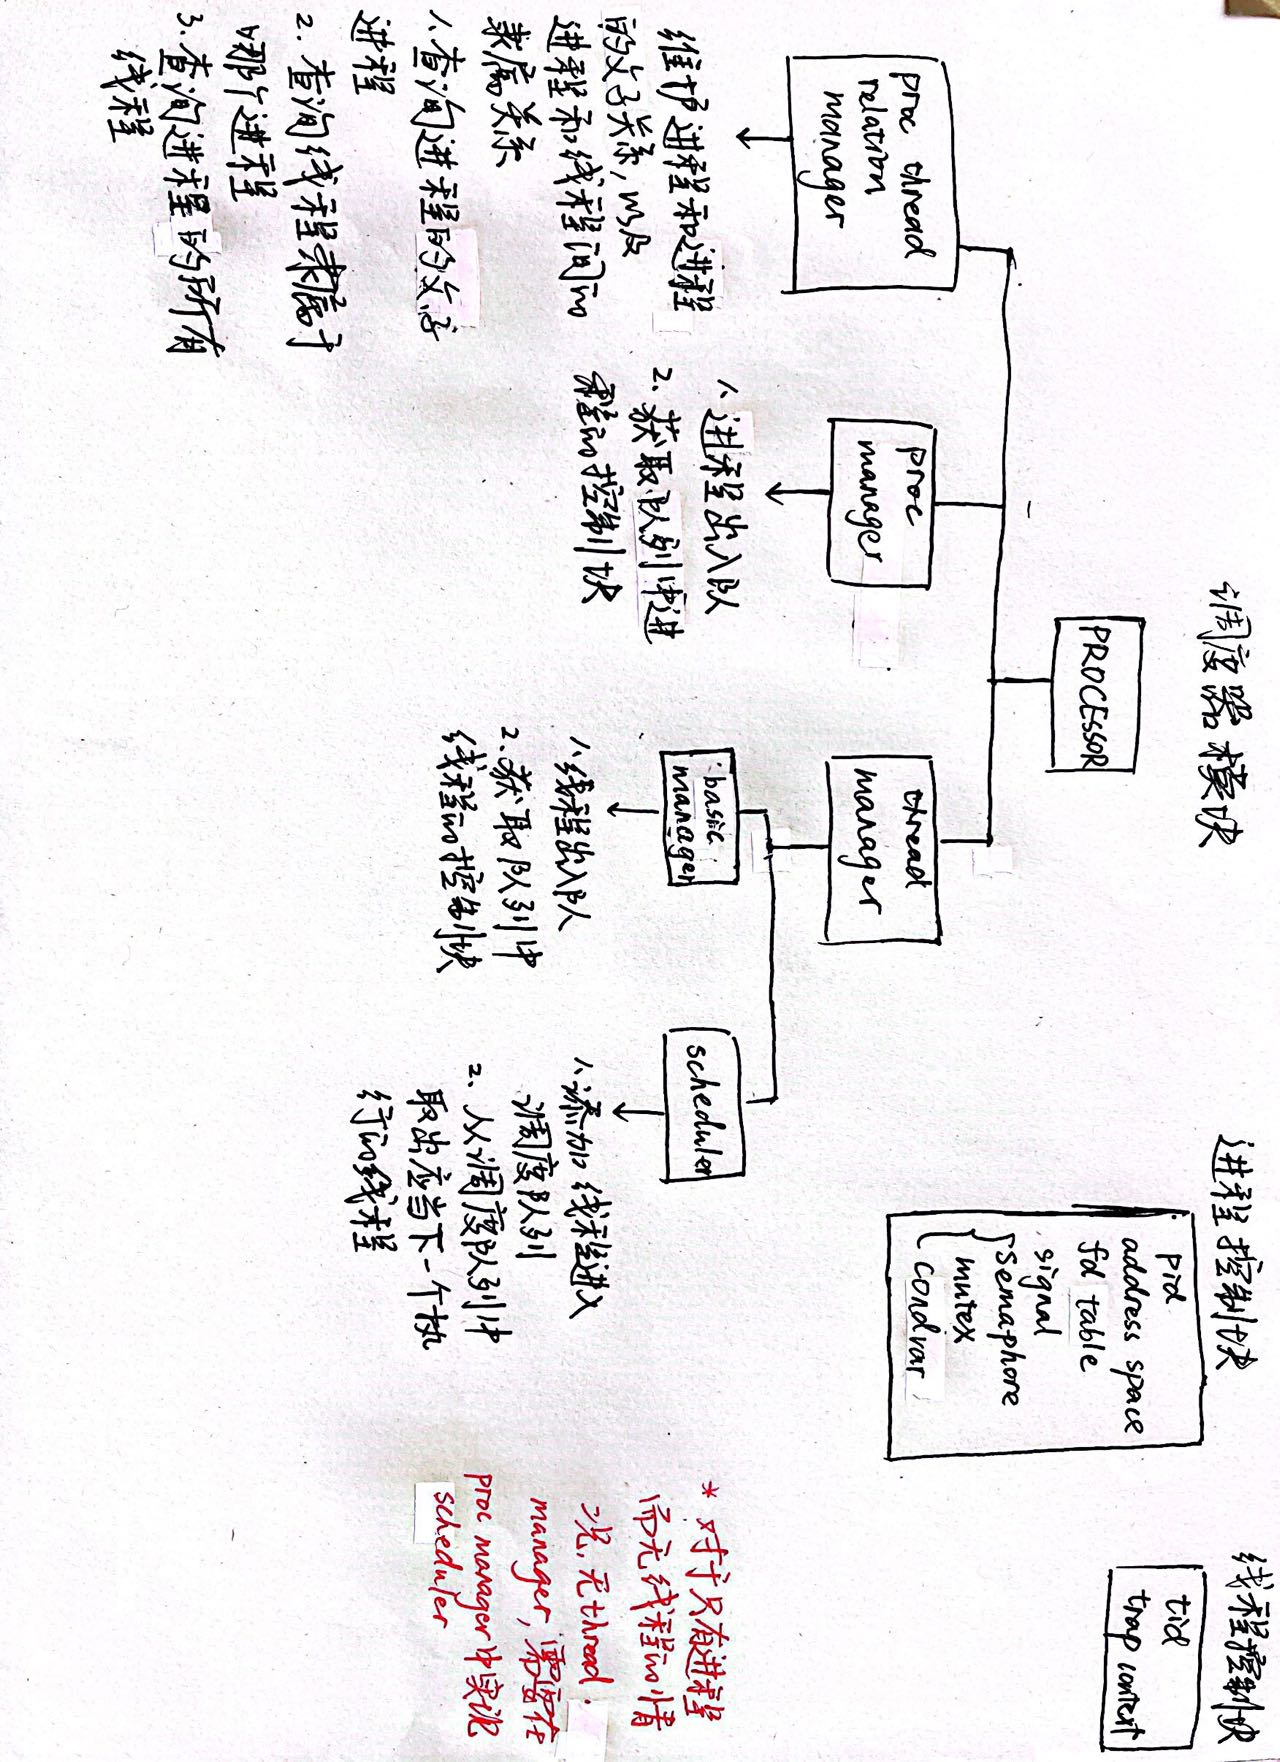 调度器模块
PROCESSOR
proc thread
relation
manager
维护进程和进程
的父子关系，以及
进程和线程间的
隶属关系
1、查询进程的父子
进程
2、查询线程隶属于
哪个进程
3、查询进程的所有
线程
proc
manager
1、进程出入队
2、获取队列中进
程的控制块
thread
manager
basic
manager
1、线程出入队
2、获取队列中
线程的控制块
scheduler
1、添加线程进入
调度队列
2、从调度队列中
取出应当下一个执
行的线程
进程控制块
pid
address space
fd table
signal
semaphore
mutex
condvar
线程控制块
tid
trap context
* 对于只有进程
而无线程的情
况，无thread
manager，需要在
proc manager中实现
scheduler